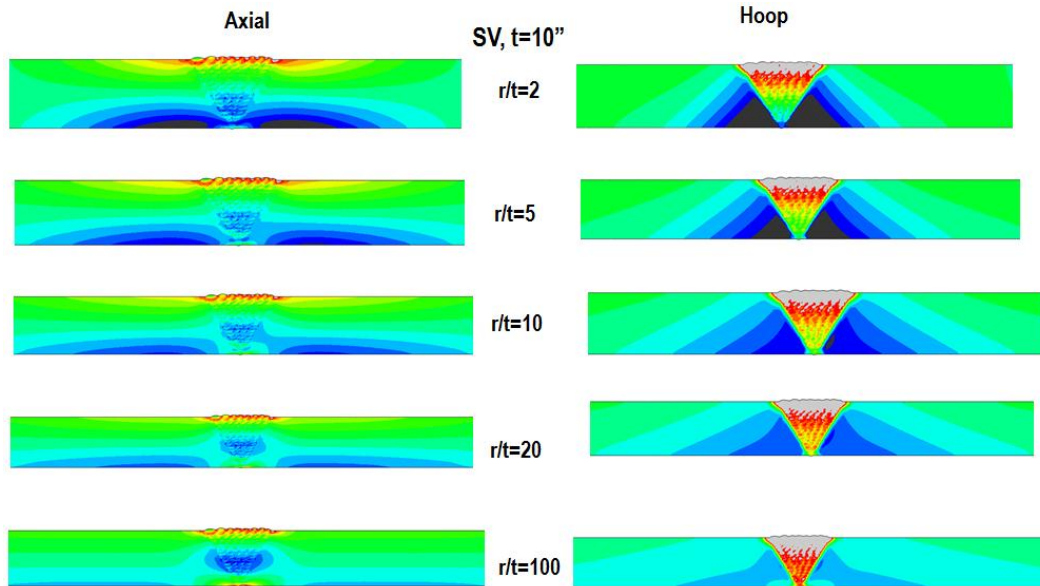 Axial
Hoop
SV, t=10”
r/t=2
r/t=5
r/t=10
r/t=20
r/t=100